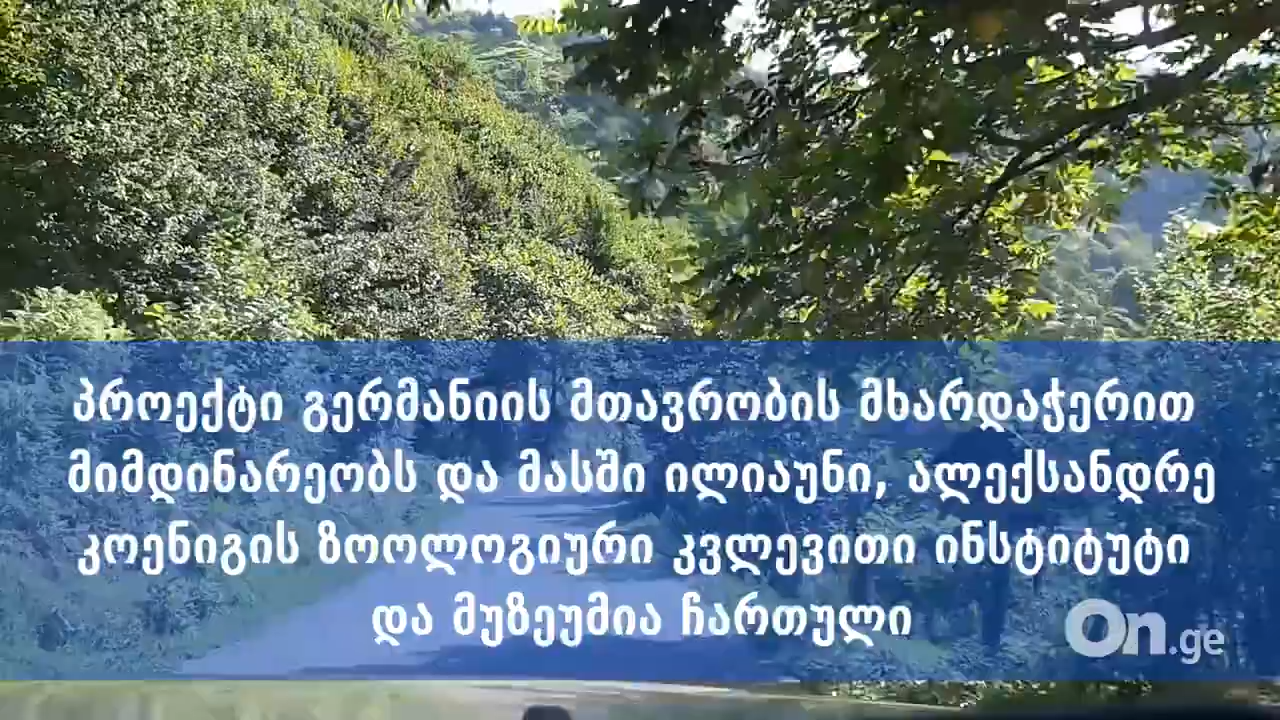 პროექტი გერმანიის მთავრობის მხარდაჭერით
მიმდინარეობს და მასში ილიაუნი, ალექსანდრე
კოენიგის ზოოლოგიური კვლევითი ინსტიტუტი
და მუზეუმია ჩართული
On.ge